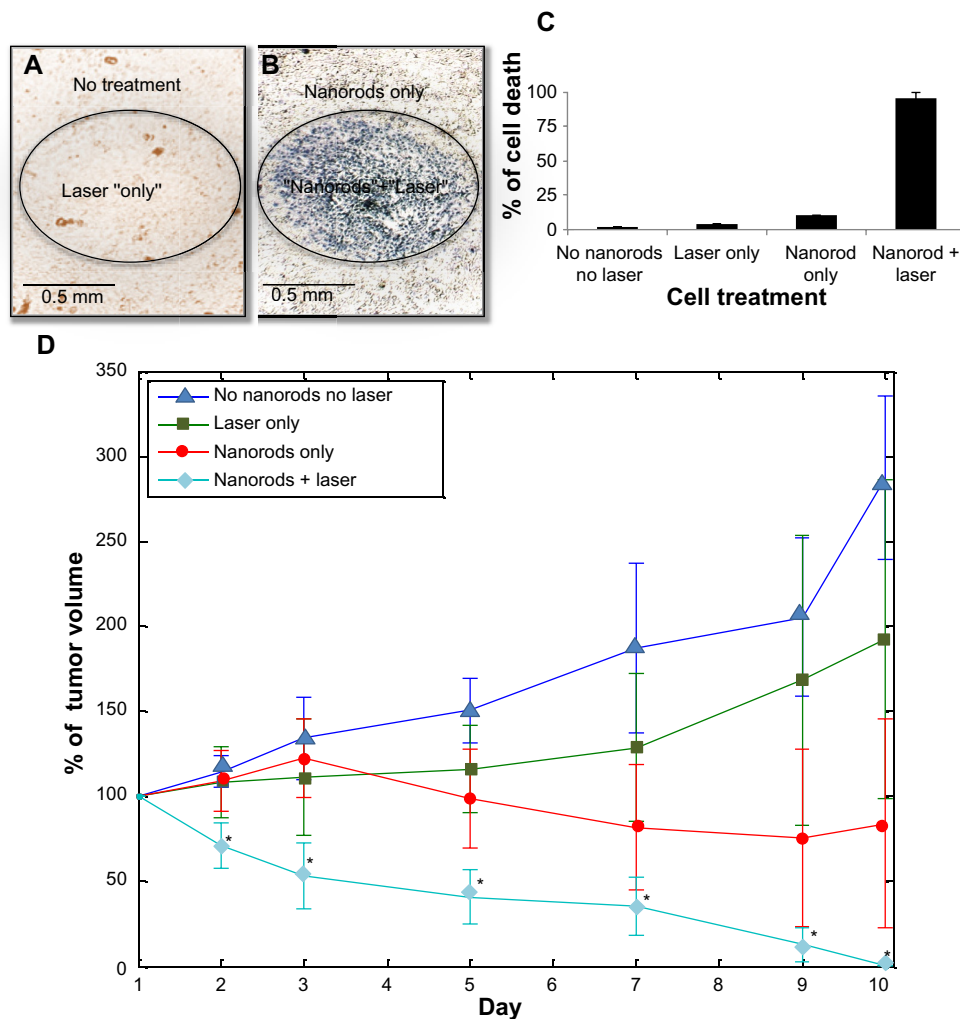 A
No treatment
Laser "only"
0.5 mm
B
Nanorods only
"Nanorods"+"Laser"
0.5 mm
C
% of cell death
100
75
50
25
0
No nanorods
no laser
Laser only
Nanorod
only
Nanorod +
laser
Cell treatment
D
% of tumor volume
350
300
250
200
150
100
50
0
No nanorods no laser
Laser only
Nanorods only
Nanorods + laser
*
*
*
*
*
*
1 2 3 4 5 6 7 8 9 10
Day